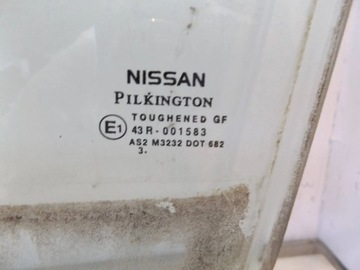 NISSAN
PILKINGTON
TOUGHENED GF
E1 43R-001583
AS2 M3232 DOT 682
3.